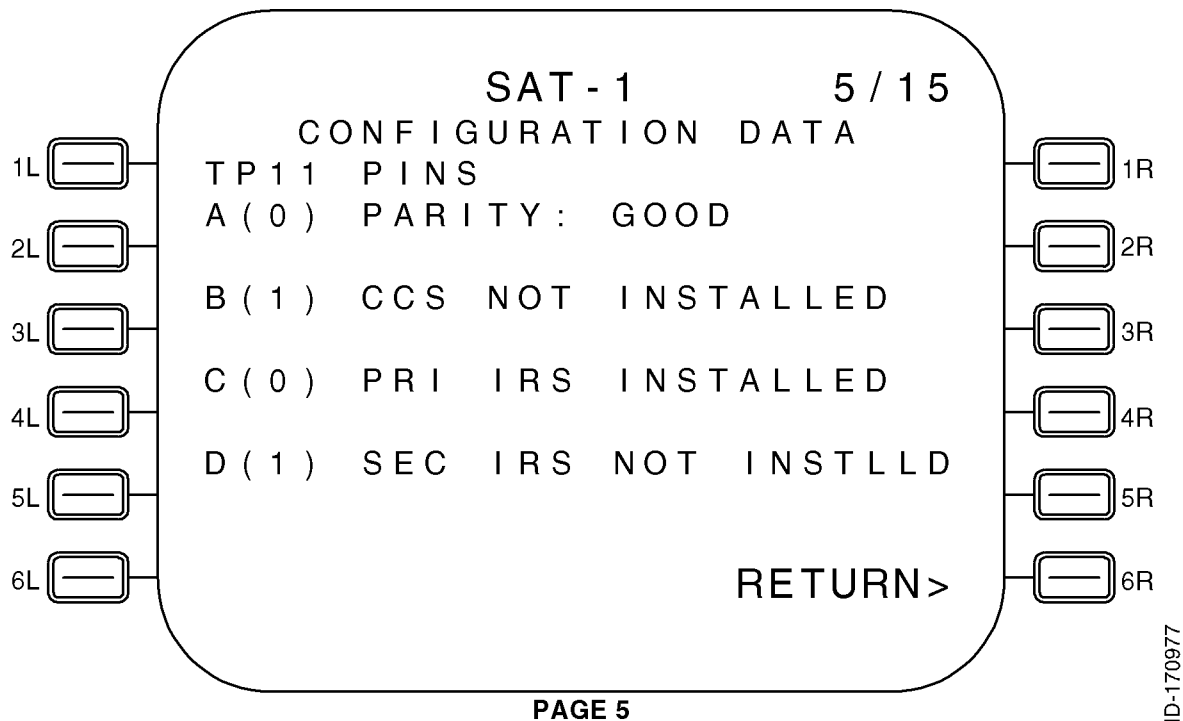 SAT-1 5/15
CONFIGURATION DATA
1L TP11 PINS 1R
A(0) PARITY: GOOD
2L 2R
B(1) CCS NOT INSTALLED
3L 3R
C(0) PRI IRS INSTALLED
4L 4R
D(1) SEC IRS NOT INSTLLD
5L 5R
6L RETURN> 6R
PAGE 5
ID-170977